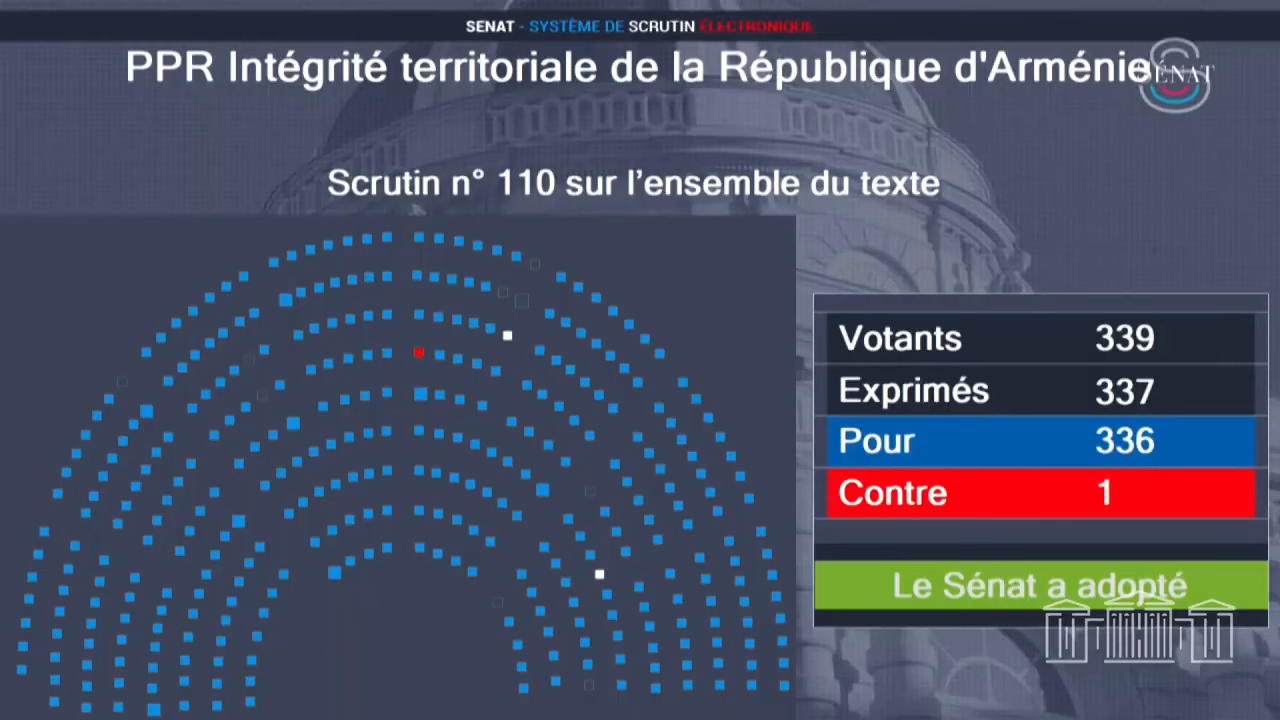 SENAT - SYSTÈME DE SCRUTIN ÉLECTRONIQUE
PPR Intégrité territoriale de la République d'Arménie
SÉNAT
Scrutin n° 110 sur l’ensemble du texte
Votants 339
Exprimés 337
Pour 336
Contre 1
Le Sénat a adopté